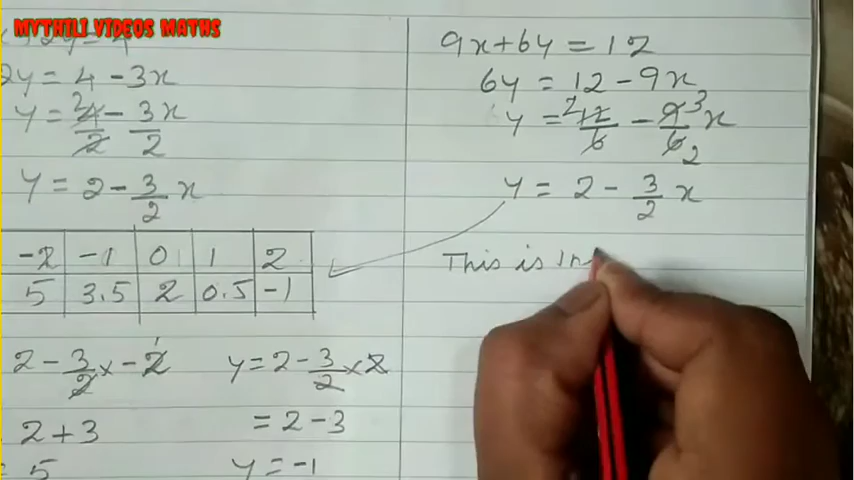 MYTHILI VIDEOS MATHS
2y = 4 - 3x
y = 4/2 - 3x/2
y = 2 - 3/2 x
-2 -1 0 1 2
5 3.5 2 0.5 -1
2 - 3/2 x -2
2 + 3
= 5
y = 2 - 3/2 x 2
= 2 - 3
y = -1
9x + 6y = 12
6y = 12 - 9x
y = 12/6 - 9/6 x
y = 2 - 3/2 x
This is in